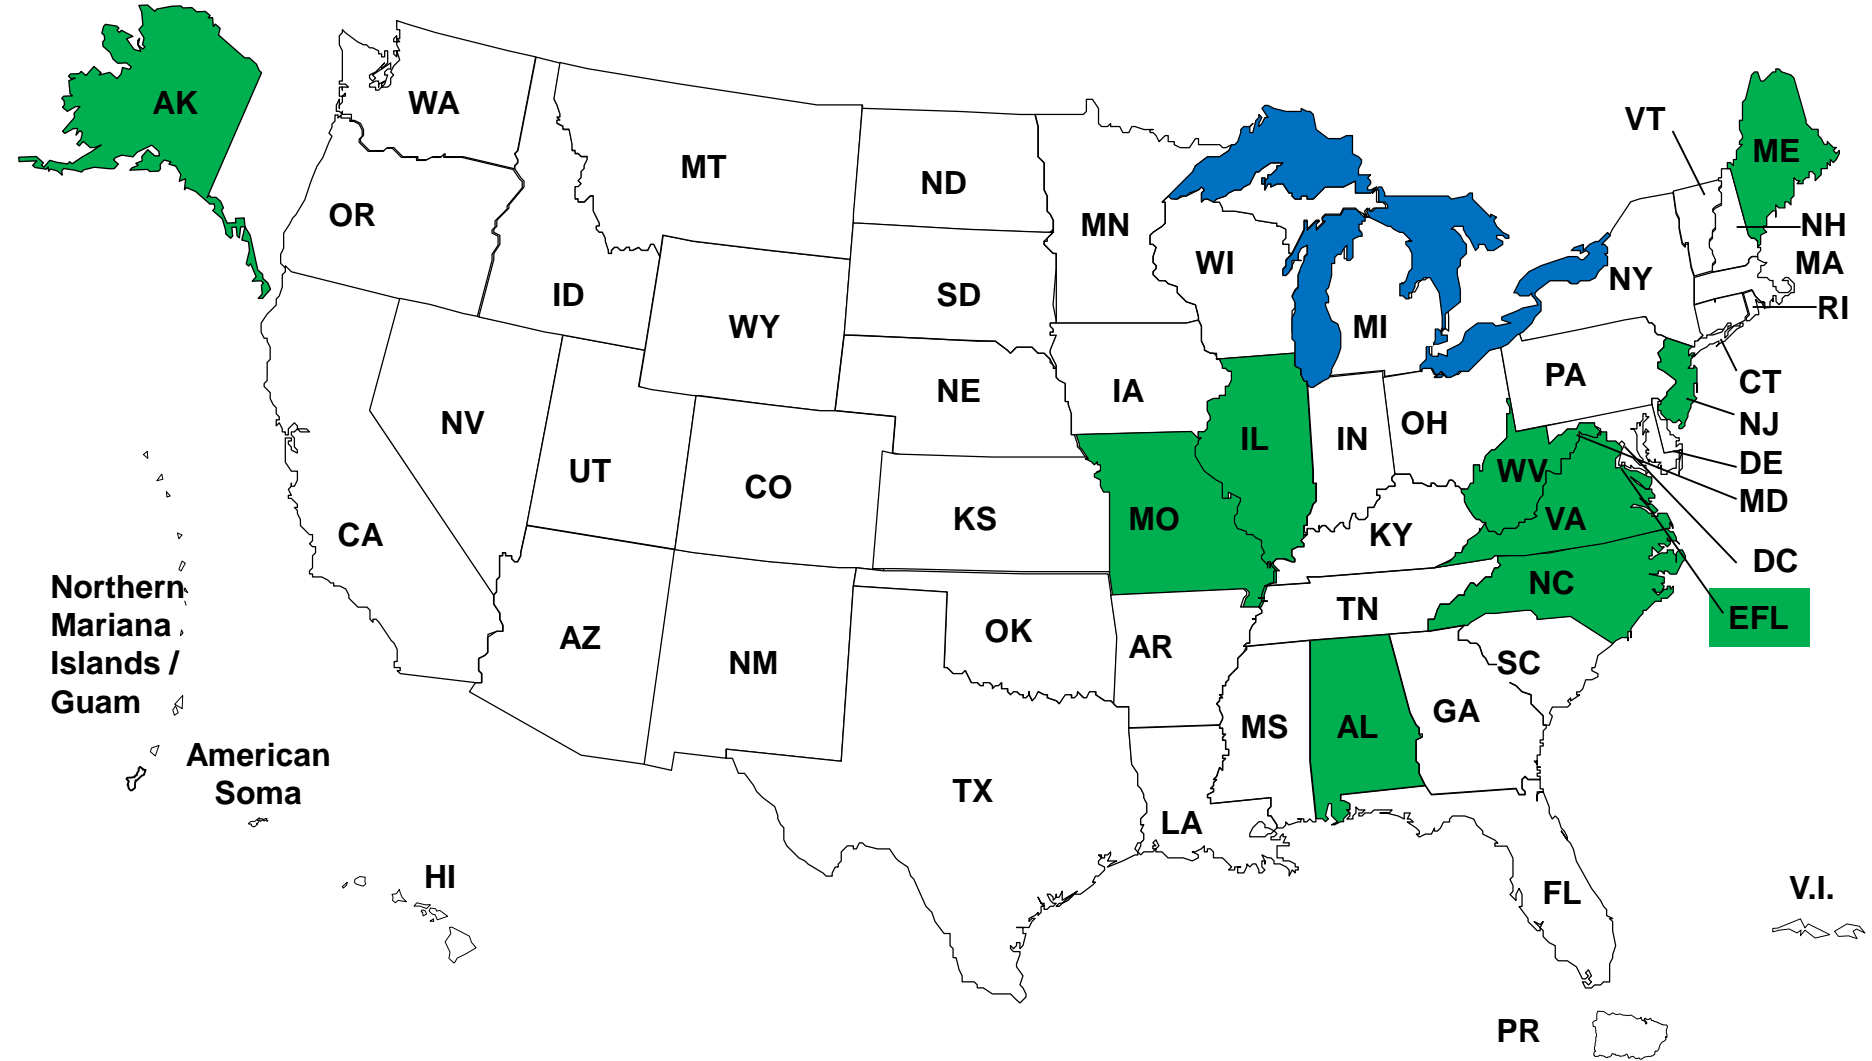 AK
WA
VT
ME
MT
ND
OR
MN
NH
WI
MA
NY
ID
SD
RI
WY
MI
PA
CT
NE
IA
NV
IL
IN
OH
NJ
UT
WV
DE
CO
MD
KS
MO
VA
CA
KY
DC
Northern
Mariana
Islands /
Guam
NC
TN
EFL
AZ
OK
AR
NM
SC
GA
MS
AL
American
Soma
TX
LA
HI
FL
V.I.
PR